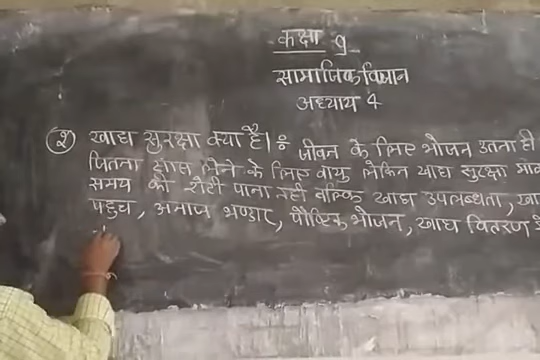 कक्षा 9
सामाजिक विज्ञान
अध्याय 4
(२) खाद्य सुरक्षा क्या है। : जीवन के लिए भोजन उतना ही
जितना सांस लेने के लिए वायु लेकिन खाद्य सुरक्षा
समय की रोटी पाना नहीं बल्कि खाद्य उपलब्धता,
पहुंच, अनाज भण्डार, पौष्टिक भोजन, खाद्य वितरण